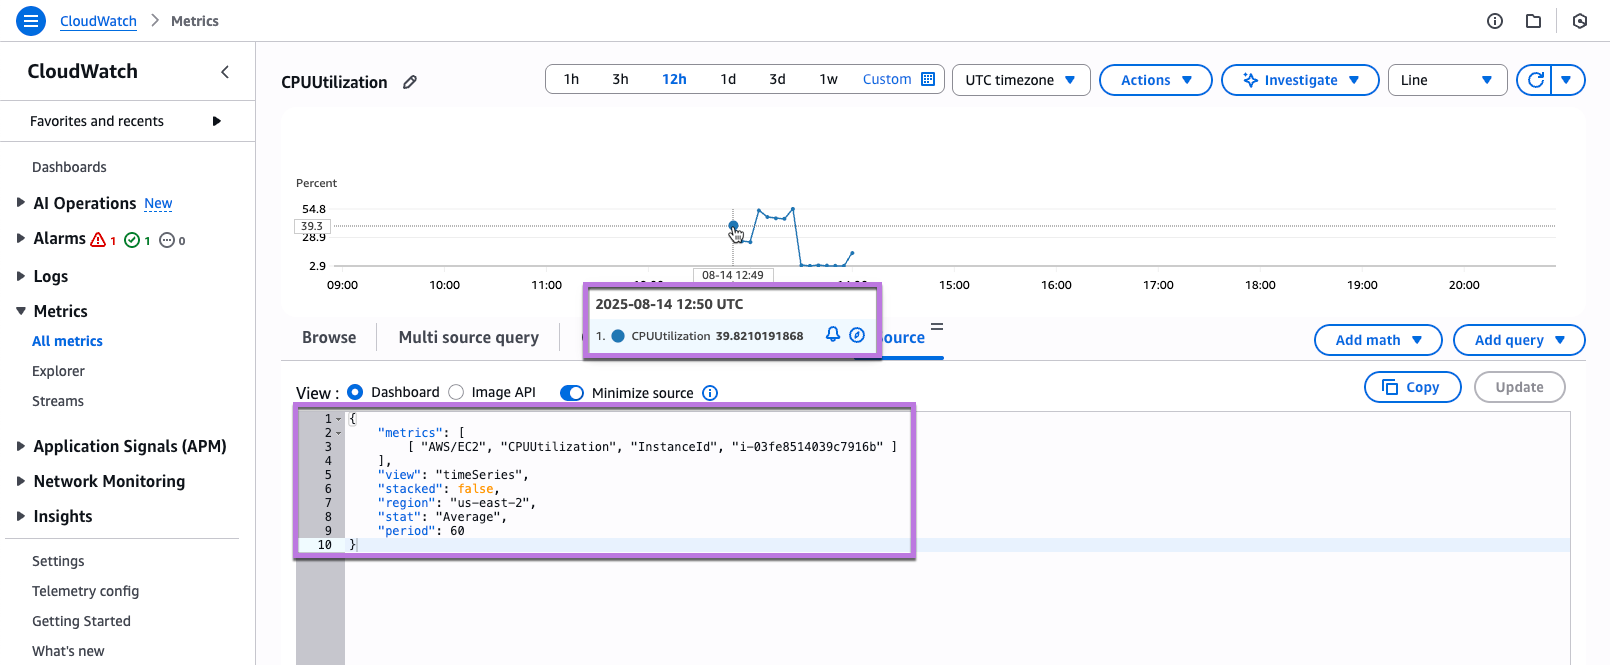 CloudWatch > Metrics
CloudWatch
Favorites and recents
Dashboards
AI Operations New
Alarms 1 1 0
Logs
Metrics
All metrics
Explorer
Streams
Application Signals (APM)
Network Monitoring
Insights
Settings
Telemetry config
Getting Started
What's new
CPUUtilization
1h 3h 12h 1d 3d 1w Custom
UTC timezone
Actions
Investigate
Line
Percent
54.8
39.3
28.9
2.9
08-14 12:49
09:00 10:00 11:00 15:00 16:00 17:00 18:00 19:00 20:00
2025-08-14 12:50 UTC
1. CPUUtilization 39.8210191868
Browse
Multi source query
ource
Add math
Add query
View : Dashboard Image API Minimize source
Copy
Update
1 {
2 "metrics": [
3 [ "AWS/EC2", "CPUUtilization", "InstanceId", "i-03fe8514039c7916b" ]
4 ],
5 "view": "timeSeries",
6 "stacked": false,
7 "region": "us-east-2",
8 "stat": "Average",
9 "period": 60
10 }